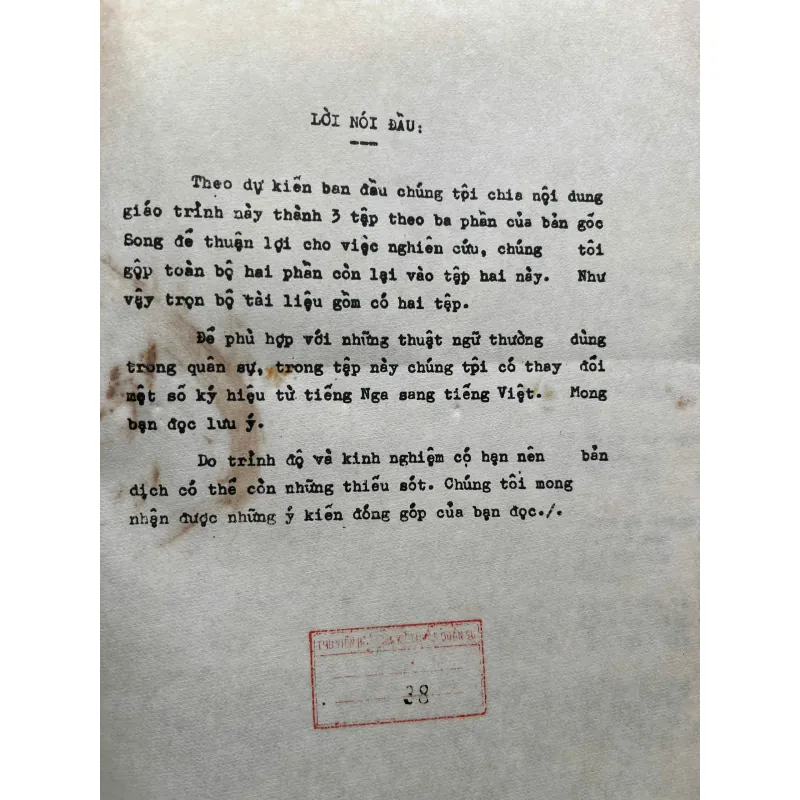 LỜI NÓI ĐẦU:
Theo dự kiến ban đầu chúng tôi chia nội dung
giáo trình này thành 3 tập theo ba phần của bản gốc
Song để thuận lợi cho việc nghiên cứu, chúng tôi
gộp toàn bộ hai phần còn lại vào tập hai này. Như
vậy trọn bộ tài liệu gồm có hai tập.
Để phù hợp với những thuật ngữ thường dùng
trong quân sự, trong tập này chúng tôi có thay đổi
một số ký hiệu từ tiếng Nga sang tiếng Việt. Mong
bạn đọc lưu ý.
Do trình độ và kinh nghiệm có hạn nên bản
dịch có thể còn những thiếu sót. Chúng tôi mong
nhận được những ý kiến đóng góp của bạn đọc./.
THƯ VIỆN QUÂN SỰ
38